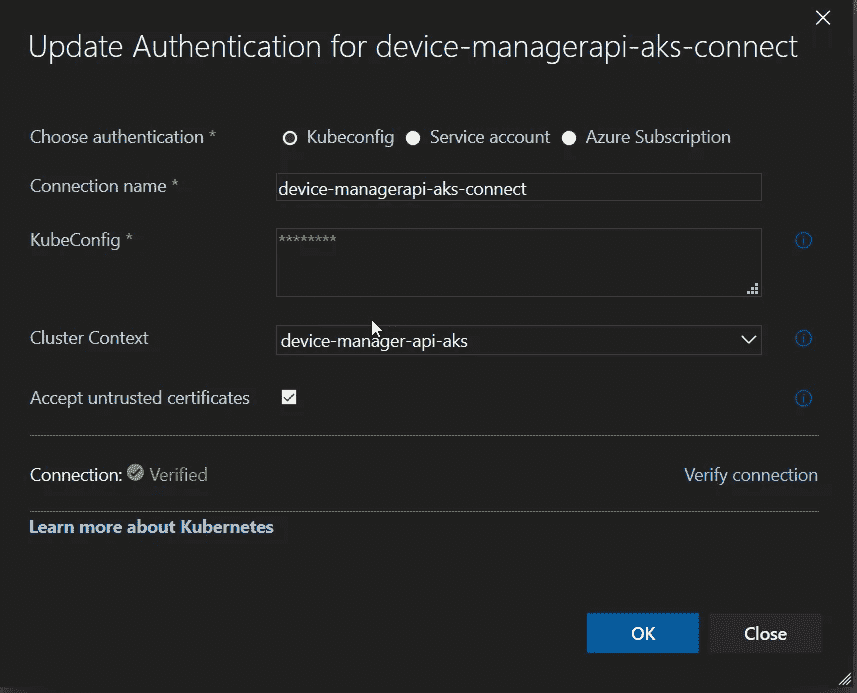 Update Authentication for device-managerapi-aks-connect
Choose authentication * Kubeconfig Service account Azure Subscription
Connection name * device-managerapi-aks-connect
KubeConfig * ********
Cluster Context device-manager-api-aks
Accept untrusted certificates
Connection: Verified Verify connection
Learn more about Kubernetes
OK Close